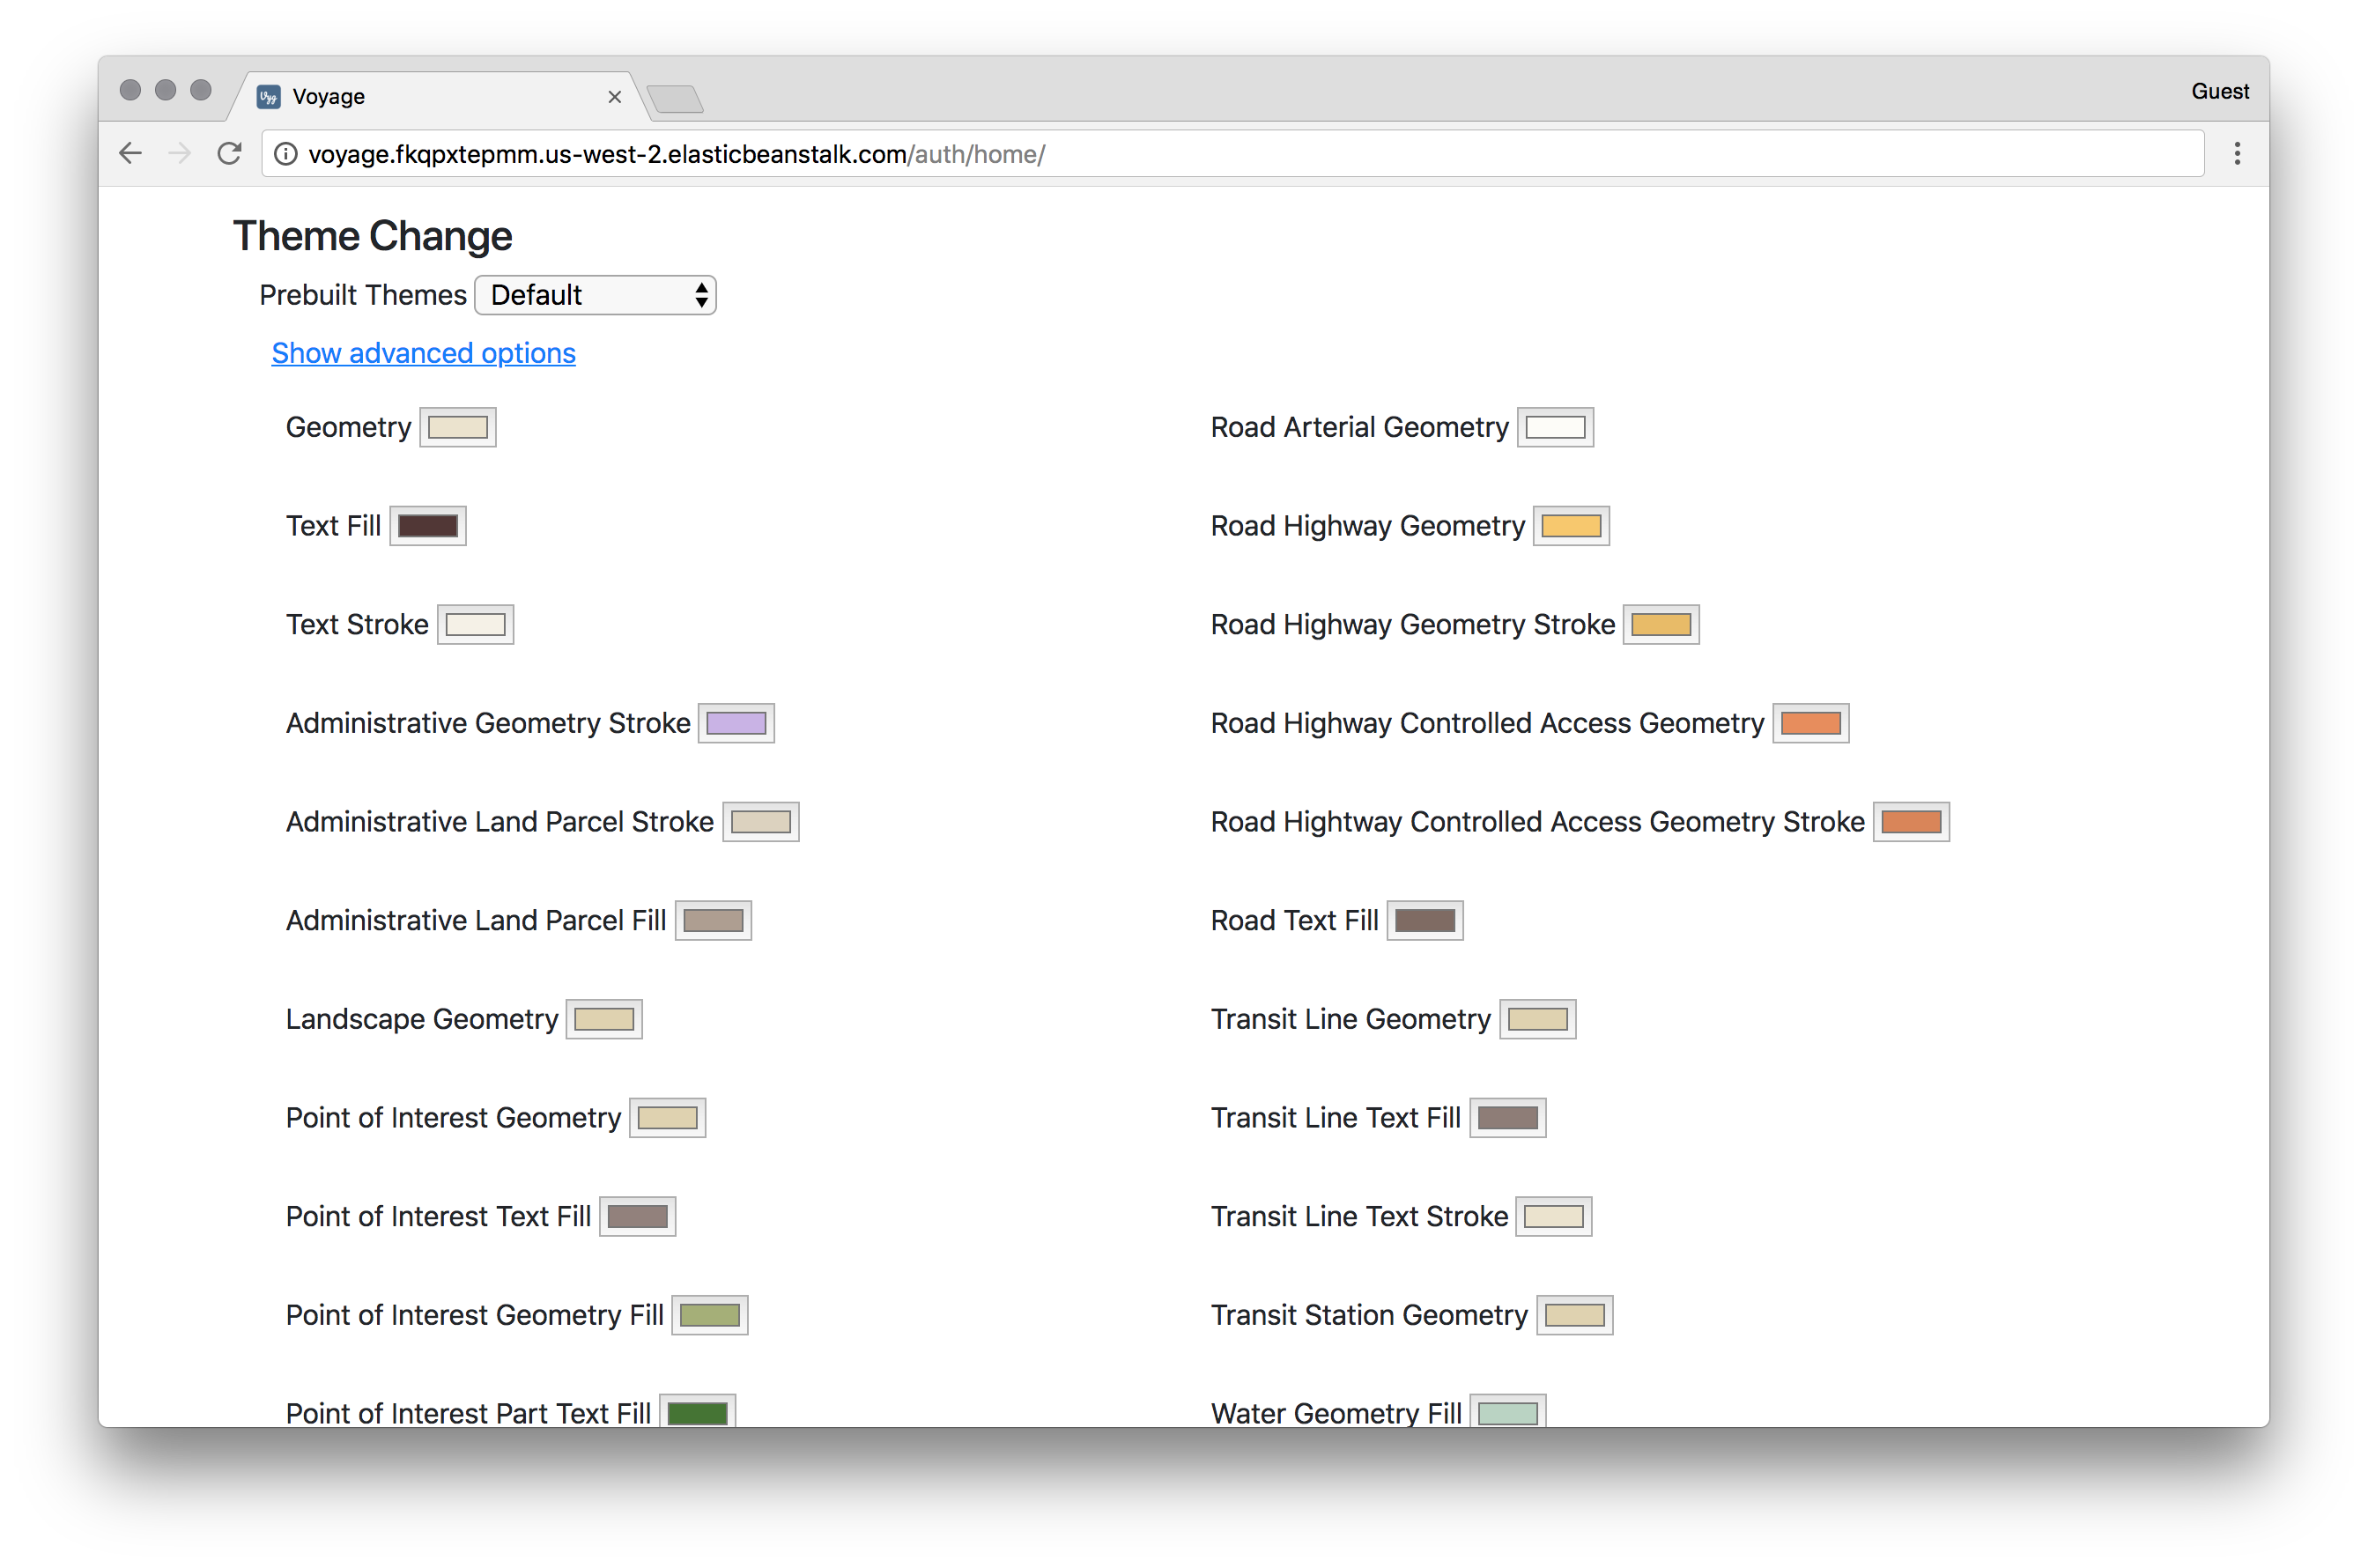 Vyg Voyage
Guest
voyage.fkqpxtepmm.us-west-2.elasticbeanstalk.com/auth/home/
Theme Change
Prebuilt Themes Default
Show advanced options
Geometry
Road Arterial Geometry
Text Fill
Road Highway Geometry
Text Stroke
Road Highway Geometry Stroke
Administrative Geometry Stroke
Road Highway Controlled Access Geometry
Administrative Land Parcel Stroke
Road Hightway Controlled Access Geometry Stroke
Administrative Land Parcel Fill
Road Text Fill
Landscape Geometry
Transit Line Geometry
Point of Interest Geometry
Transit Line Text Fill
Point of Interest Text Fill
Transit Line Text Stroke
Point of Interest Geometry Fill
Transit Station Geometry
Point of Interest Part Text Fill
Water Geometry Fill